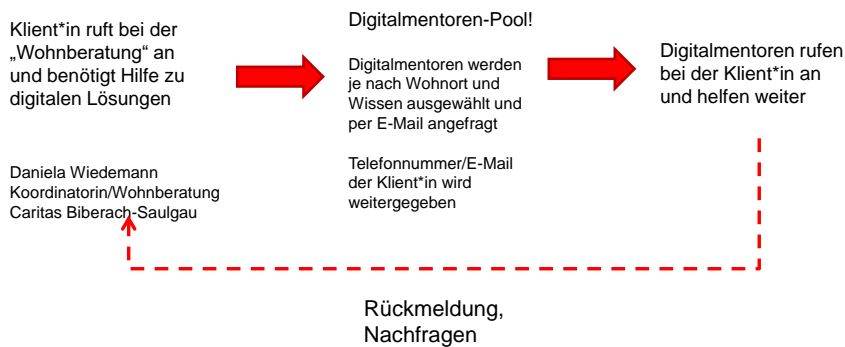 Klient*in ruft bei der
„Wohnberatung“ an
und benötigt Hilfe zu
digitalen Lösungen
Daniela Wiedemann
Koordinatorin/Wohnberatung
Caritas Biberach-Saulgau
Digitalmentoren-Pool!
Digitalmentoren werden
je nach Wohnort und
Wissen ausgewählt und
per E-Mail angefragt
Telefonnummer/E-Mail
der Klient*in wird
weitergegeben
Digitalmentoren rufen
bei der Klient*in an
und helfen weiter
Rückmeldung,
Nachfragen